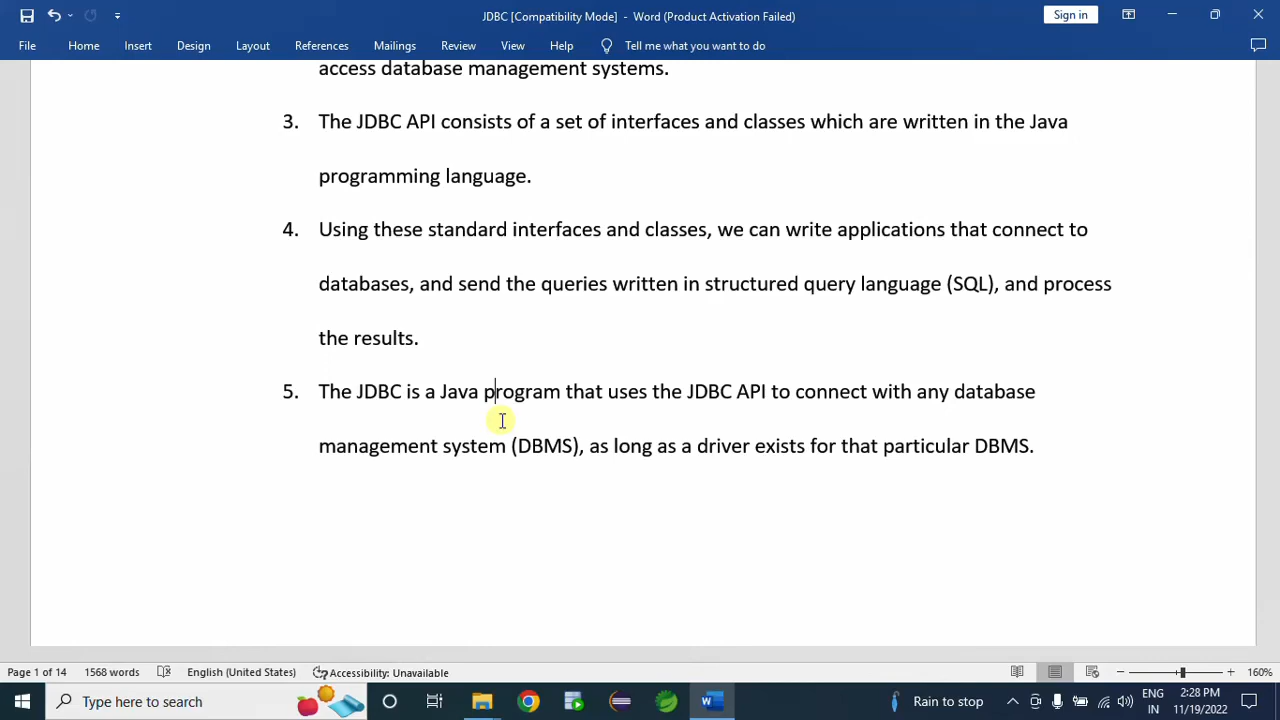 JDBC [Compatibility Mode] - Word (Product Activation Failed)
Sign in
File Home Insert Design Layout References Mailings Review View Help Tell me what you want to do
access database management systems.
3. The JDBC API consists of a set of interfaces and classes which are written in the Java
programming language.
4. Using these standard interfaces and classes, we can write applications that connect to
databases, and send the queries written in structured query language (SQL), and process
the results.
5. The JDBC is a Java program that uses the JDBC API to connect with any database
management system (DBMS), as long as a driver exists for that particular DBMS.
Page 1 of 14 1568 words English (United States) Accessibility: Unavailable 160%
Type here to search
Rain to stop
ENG
IN
2:28 PM
11/19/2022